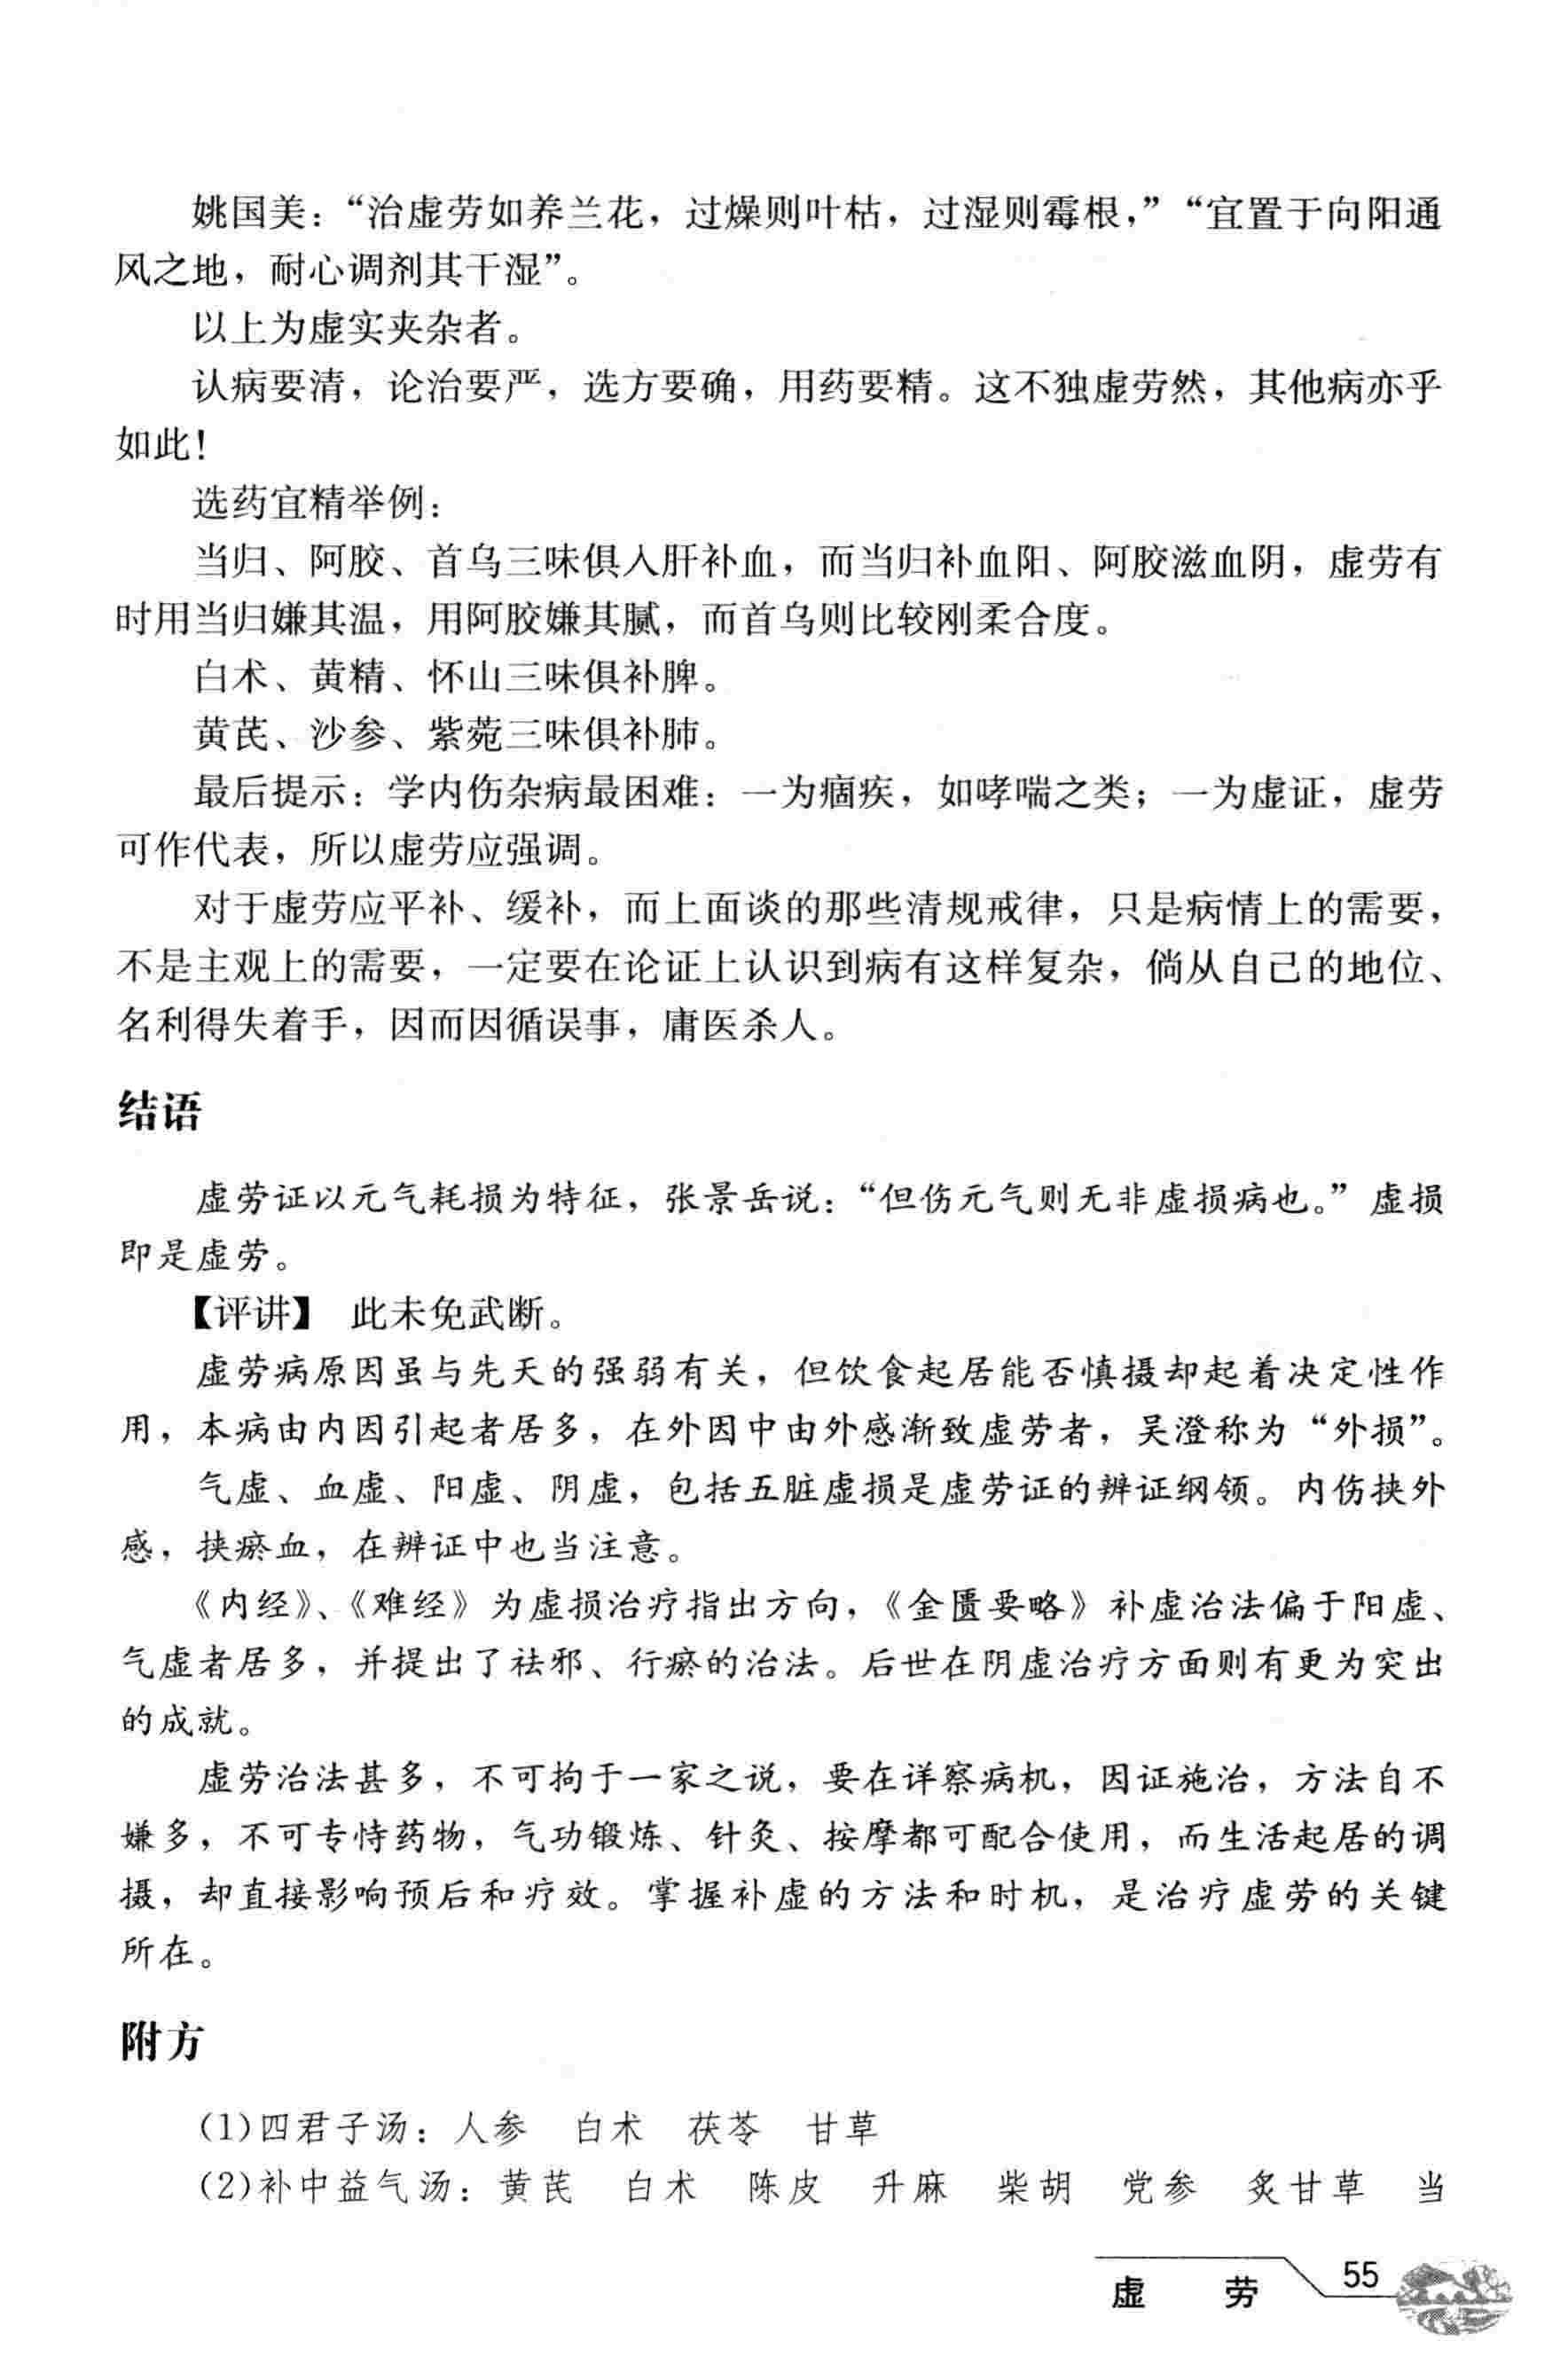 姚国美：“治虚劳如养兰花，过燥则叶枯，过湿则霉根，”“宜置于向阳通
风之地，耐心调剂其干湿”。
以上为虚实夹杂者。
认病要清，论治要严，选方要确，用药要精。这不独虚劳然，其他病亦乎
如此！
选药宜精举例：
当归、阿胶、首乌三味俱入肝补血，而当归补血阳、阿胶滋血阴，虚劳有
时用当归嫌其温，用阿胶嫌其腻，而首乌则比较刚柔合度。
白术、黄精、怀山三味俱补脾。
黄芪、沙参、紫菀三味俱补肺。
最后提示：学内伤杂病最困难：一为痼疾，如哮喘之类；一为虚证，虚劳
可作代表，所以虚劳应强调。
对于虚劳应平补、缓补，而上面谈的那些清规戒律，只是病情上的需要，
不是主观上的需要，一定要在论证上认识到病有这样复杂，倘从自己的地位、
名利得失着手，因而因循误事，庸医杀人。
结语
虚劳证以元气耗损为特征，张景岳说：“但伤元气则无非虚损病也。”虚损
即是虚劳。
【评讲】 此未免武断。
虚劳病原因虽与先天的强弱有关，但饮食起居能否慎摄却起着决定性作
用，本病由内因引起者居多，在外因中由外感渐致虚劳者，吴澄称为“外损”。
气虚、血虚、阳虚、阴虚，包括五脏虚损是虚劳证的辨证纲领。内伤挟外
感，挟瘀血，在辨证中也当注意。
《内经》、《难经》为虚损治疗指出方向，《金匮要略》补虚治法偏于阳虚、
气虚者居多，并提出了祛邪、行瘀的治法。后世在阴虚治疗方面则有更为突出
的成就。
虚劳治法甚多，不可拘于一家之说，要在详察病机，因证施治，方法自不
嫌多，不可专恃药物，气功锻炼、针灸、按摩都可配合使用，而生活起居的调
摄，却直接影响预后和疗效。掌握补虚的方法和时机，是治疗虚劳的关键
所在。
附方
(1)四君子汤：人参 白术 茯苓 甘草
(2)补中益气汤：黄芪 白术 陈皮 升麻 柴胡 党参 炙甘草 当
虚 劳 55